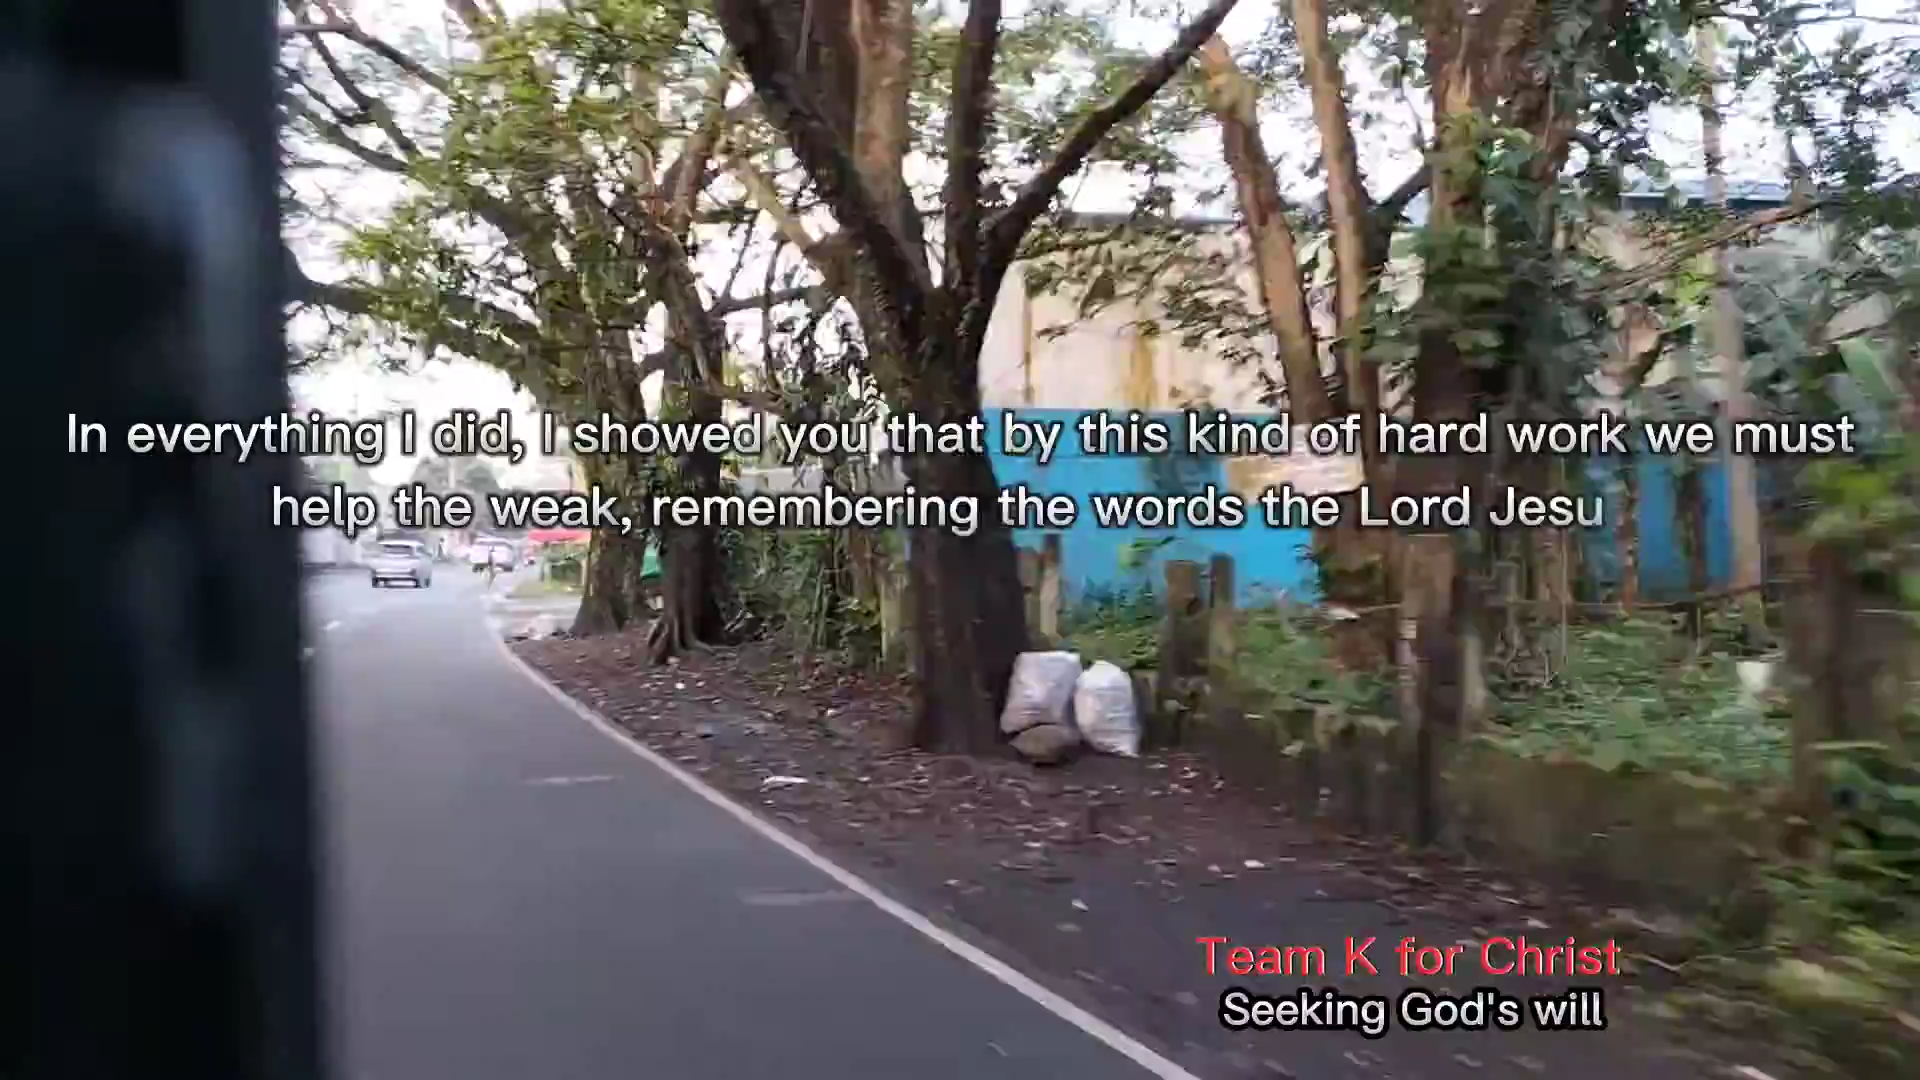 In everything I did, I showed you that by this kind of hard work we must
help the weak, remembering the words the Lord Jesu
Team K for Christ
Seeking God's will